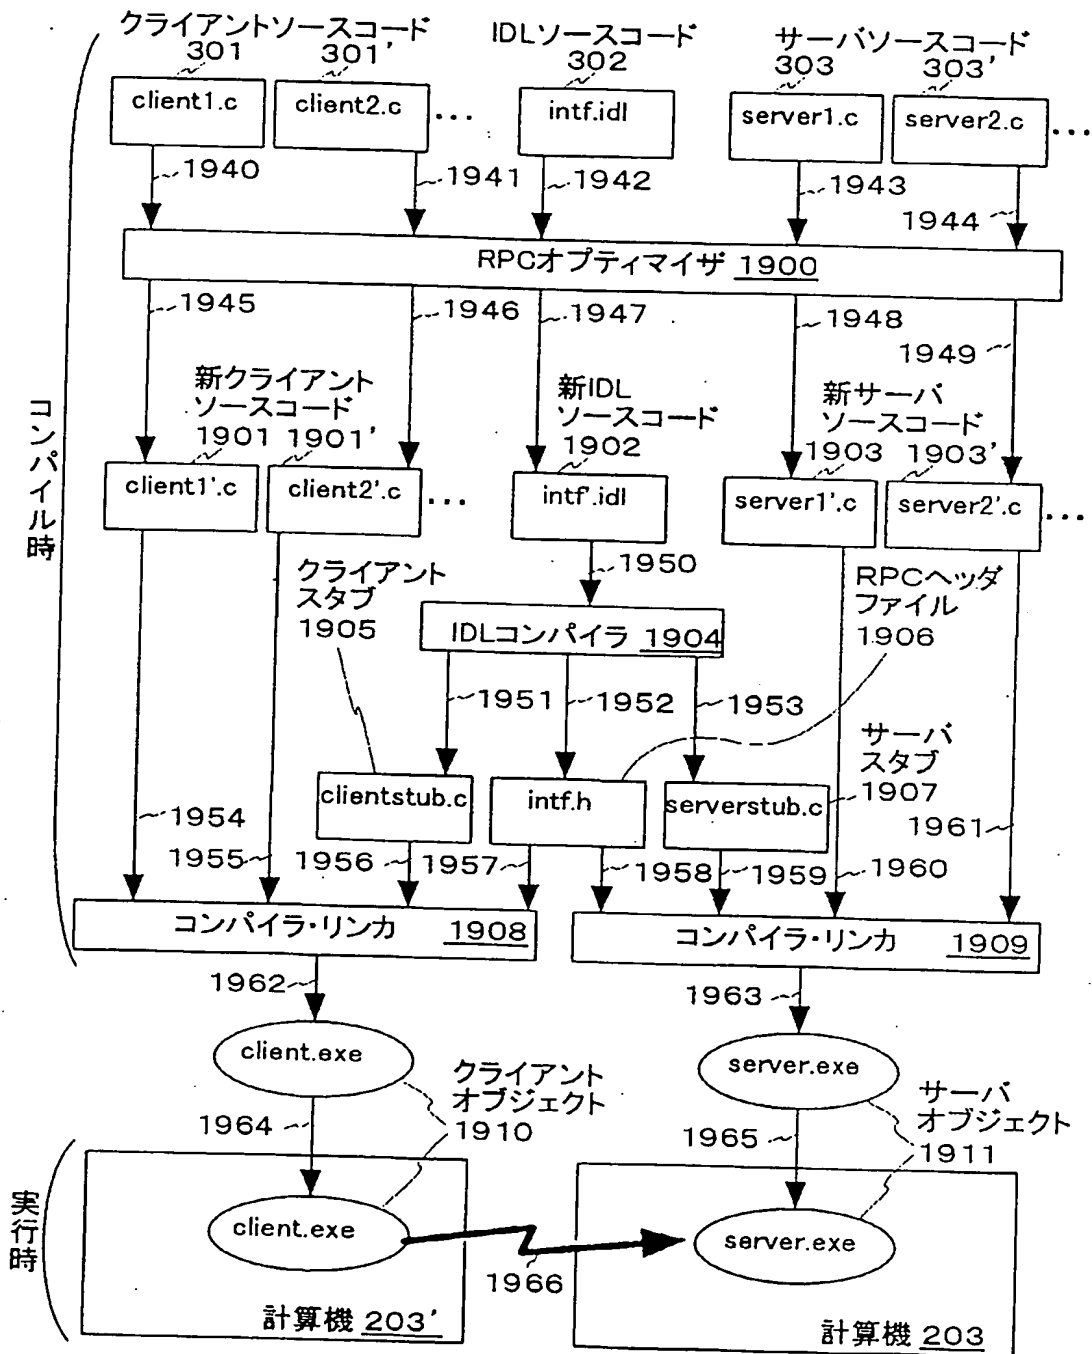 クライアントソースコード
301
301'
IDLソースコード
302
サーバソースコード
303
303'
client1.c
client2.c
...
intf.idl
server1.c
server2.c
...
1940
1941
1942
1943
1944
RPCオプティマイザ 1900
1945
1946
1947
1948
1949
新クライアント
ソースコード
1901
1901'
新IDL
ソースコード
1902
新サーバ
ソースコード
1903
1903'
client1'.c
client2'.c
...
intf'.idl
server1'.c
server2'.c
...
コンパイル時
1950
クライアント
スタブ
1905
RPCヘッダ
ファイル
1906
IDLコンパイラ 1904
1951
1952
1953
サーバ
スタブ
1907
clientstub.c
intf.h
serverstub.c
1954
1955
1956
1957
1958
1959
1960
1961
コンパイラ・リンカ 1908
コンパイラ・リンカ 1909
1962
1963
client.exe
server.exe
クライアント
オブジェクト
1910
サーバ
オブジェクト
1911
1964
1965
実行時
client.exe
server.exe
1966
計算機 203'
計算機 203